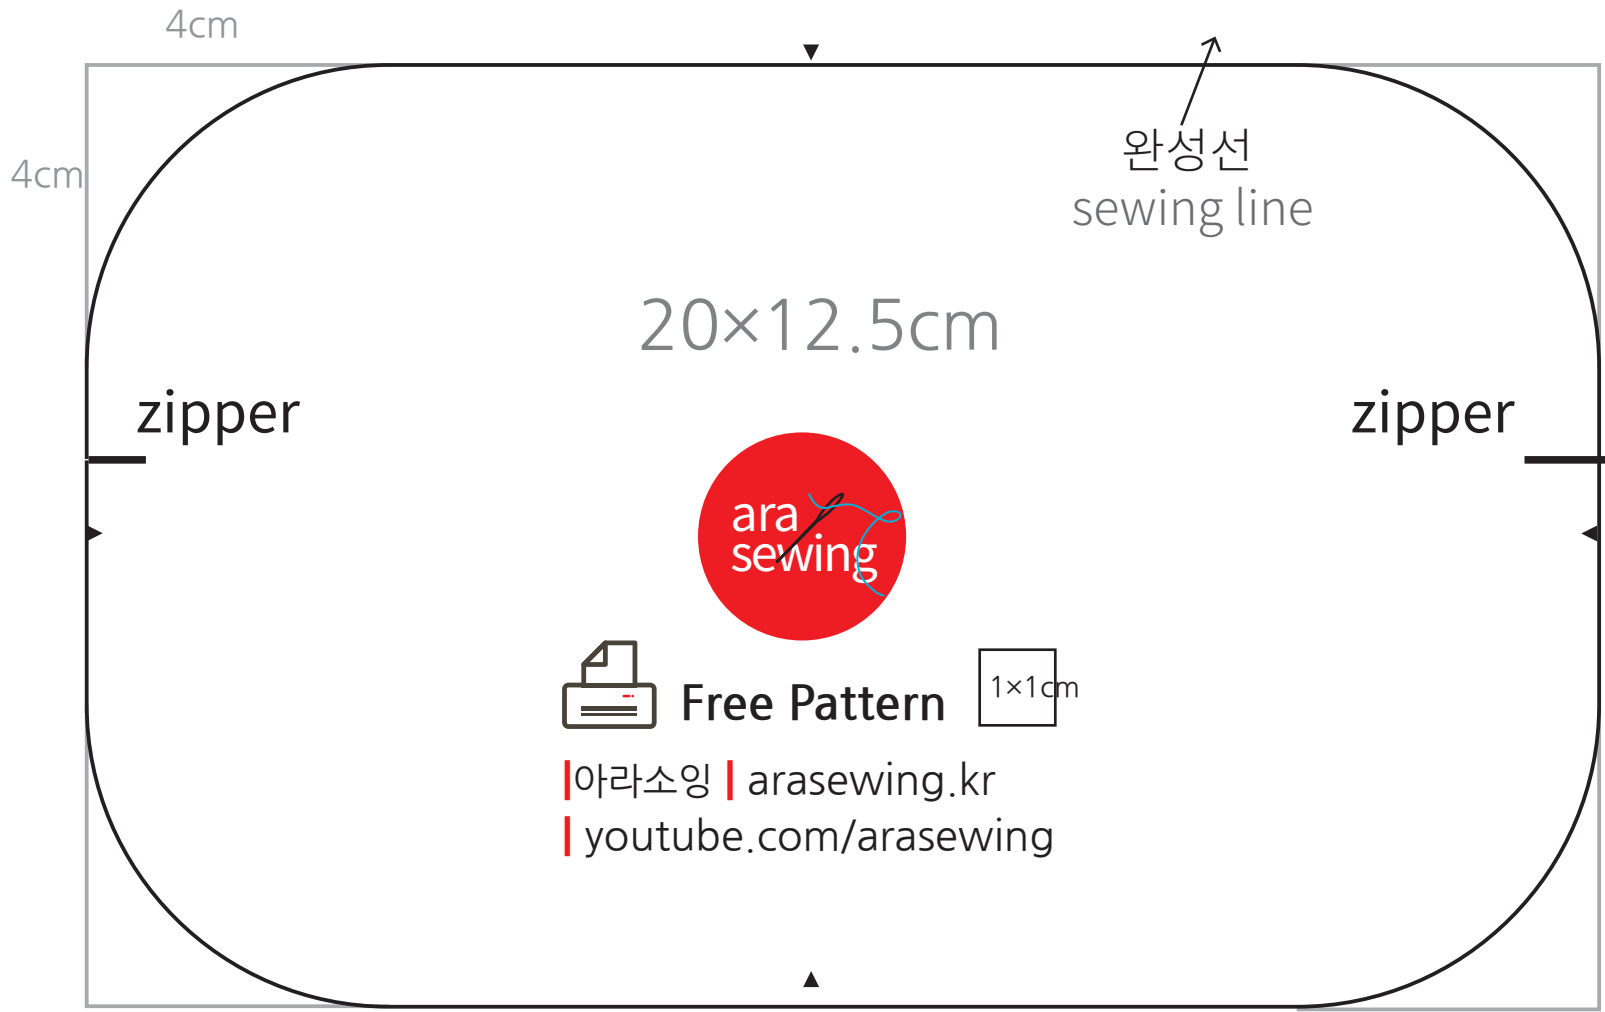 4cm
4cm
완성선
sewing line
20×12.5cm
zipper
zipper
ara
sewing
Free Pattern
1×1cm
아라소잉
arasewing.kr
youtube.com/arasewing